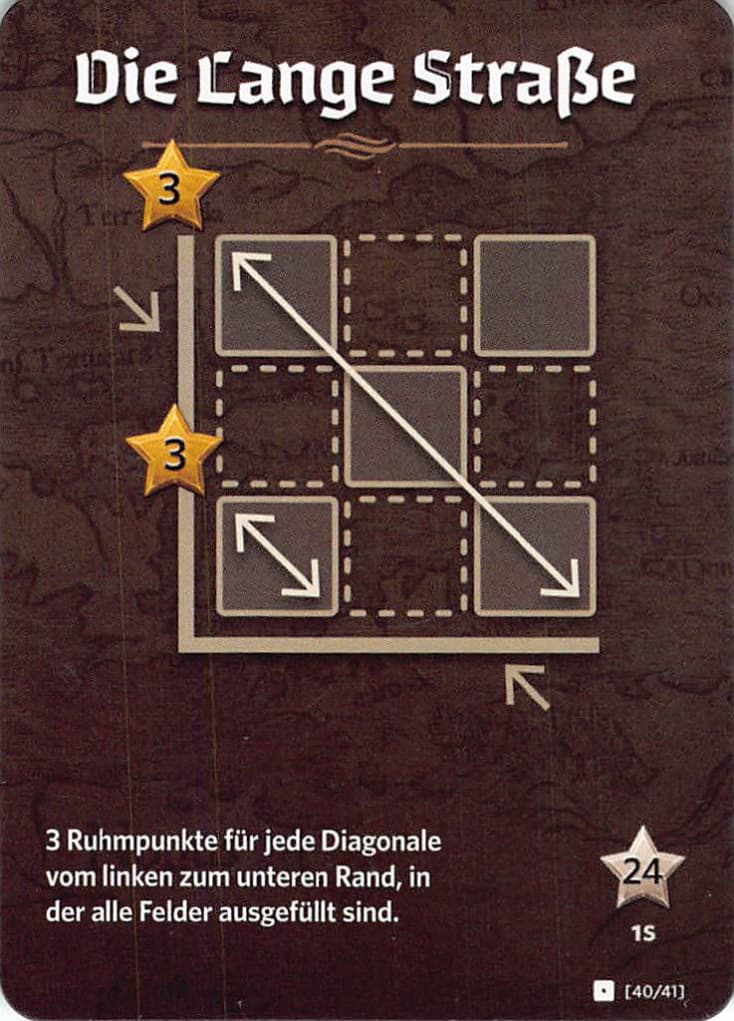 Die Lange Straße
3
3
3 Ruhmpunkte für jede Diagonale
vom linken zum unteren Rand, in
der alle Felder ausgefüllt sind.
24
1S
[40/41]